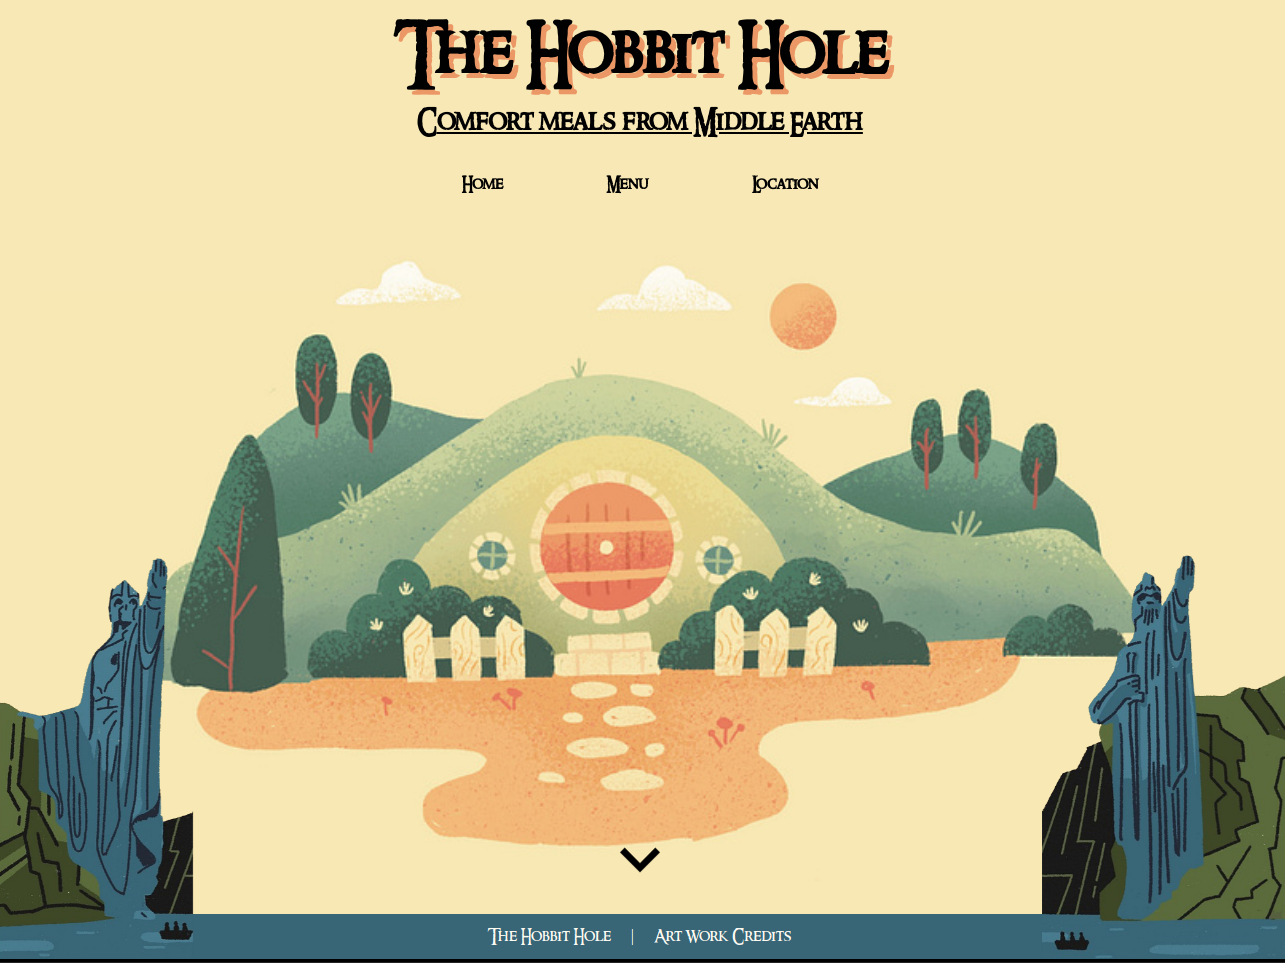 The Hobbit Hole
Comfort meals from Middle Earth
Home Menu Location
The Hobbit Hole | Art Work Credits